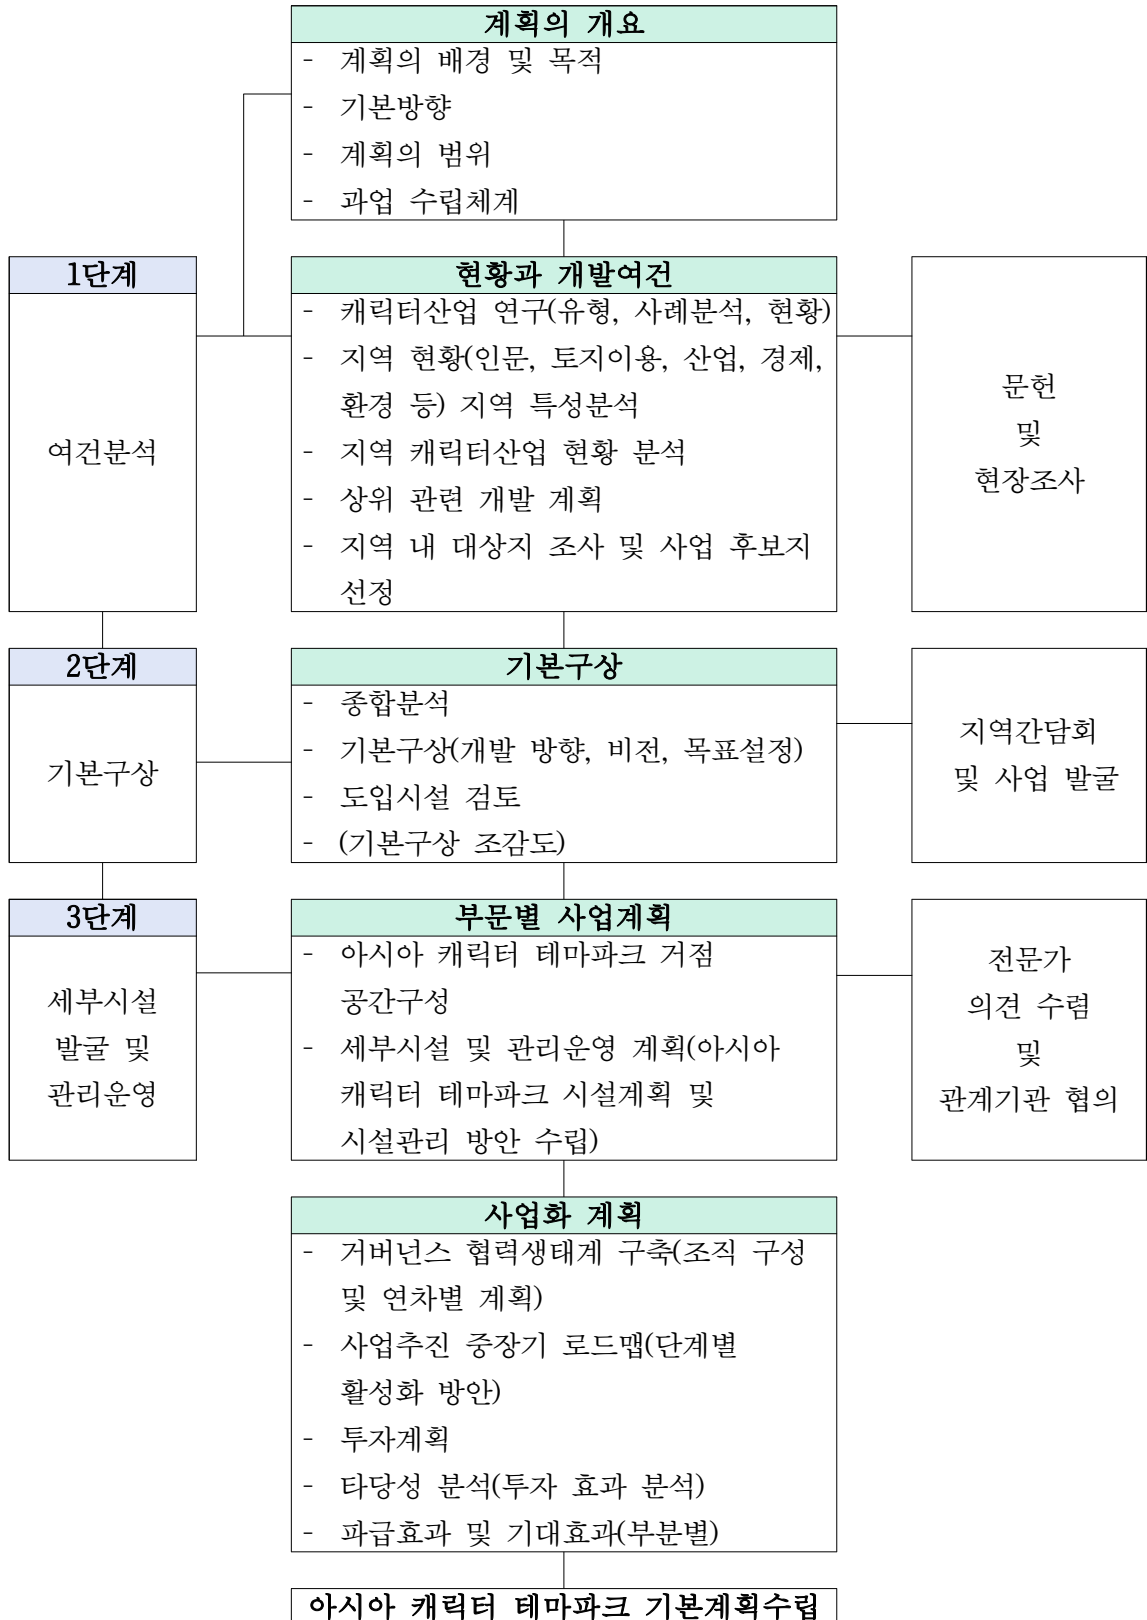 계획의 개요
- 계획의 배경 및 목적
- 기본방향
- 계획의 범위
- 과업 수립체계
1단계
여건분석
현황과 개발여건
- 캐릭터산업 연구(유형, 사례분석, 현황)
- 지역 현황(인문, 토지이용, 산업, 경제,
환경 등) 지역 특성분석
- 지역 캐릭터산업 현황 분석
- 상위 관련 개발 계획
- 지역 내 대상지 조사 및 사업 후보지
선정
문헌
및
현장조사
2단계
기본구상
기본구상
- 종합분석
- 기본구상(개발 방향, 비전, 목표설정)
- 도입시설 검토
- (기본구상 조감도)
지역간담회
및 사업 발굴
3단계
세부시설
발굴 및
관리운영
부문별 사업계획
- 아시아 캐릭터 테마파크 거점
공간구성
- 세부시설 및 관리운영 계획(아시아
캐릭터 테마파크 시설계획 및
시설관리 방안 수립)
전문가
의견 수렴
및
관계기관 협의
사업화 계획
- 거버넌스 협력생태계 구축(조직 구성
및 연차별 계획)
- 사업추진 중장기 로드맵(단계별
활성화 방안)
- 투자계획
- 타당성 분석(투자 효과 분석)
- 파급효과 및 기대효과(부분별)
아시아 캐릭터 테마파크 기본계획수립